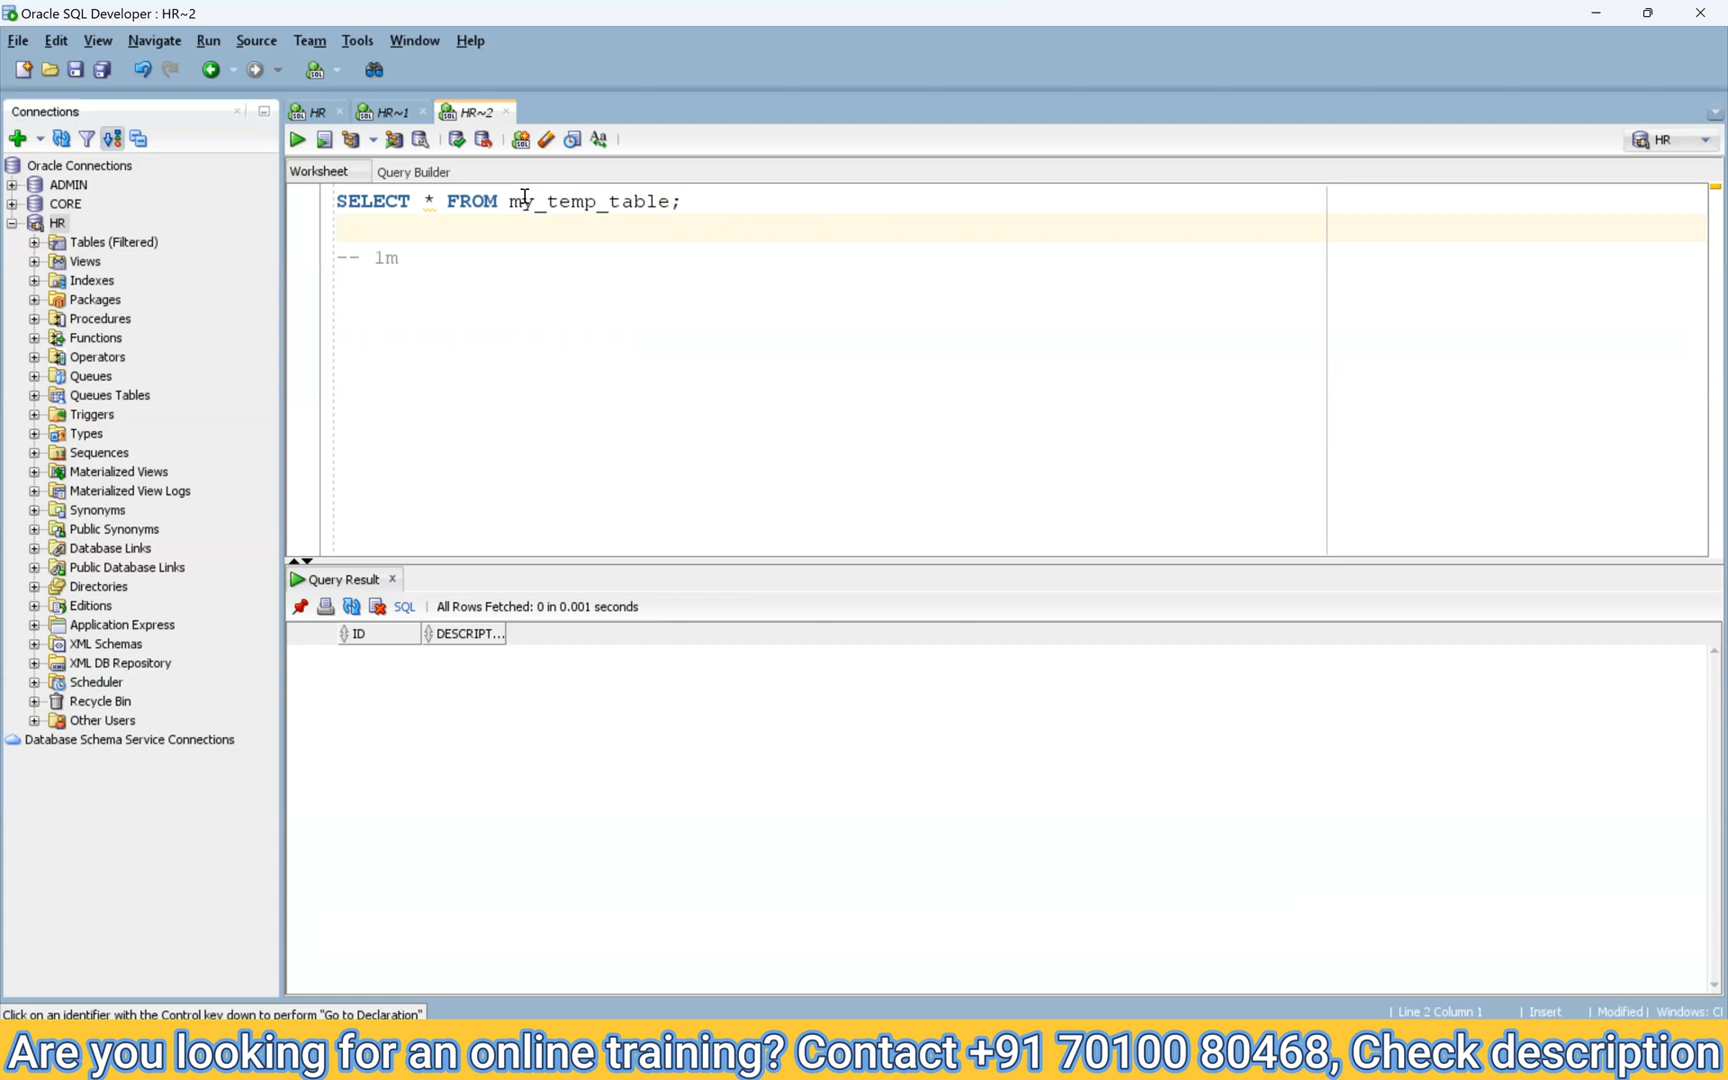 Oracle SQL Developer : HR~2
File Edit View Navigate Run Source Team Tools Window Help
Connections
HR
HR~1
HR~2
HR
Worksheet
Query Builder
Oracle Connections
ADMIN
CORE
HR
Tables (Filtered)
Views
Indexes
Packages
Procedures
Functions
Operators
Queues
Queues Tables
Triggers
Types
Sequences
Materialized Views
Materialized View Logs
Synonyms
Public Synonyms
Database Links
Public Database Links
Directories
Editions
Application Express
XML Schemas
XML DB Repository
Scheduler
Recycle Bin
Other Users
Database Schema Service Connections
SELECT * FROM my_temp_table;
-- 1m
Query Result
SQL | All Rows Fetched: 0 in 0.001 seconds
ID DESCRIPT...
Click on an identifier with the Control key down to perform "Go to Declaration"
| Line 2 Column 1 | Insert | Modified | Windows: Cl
Are you looking for an online training? Contact +91 70100 80468, Check description